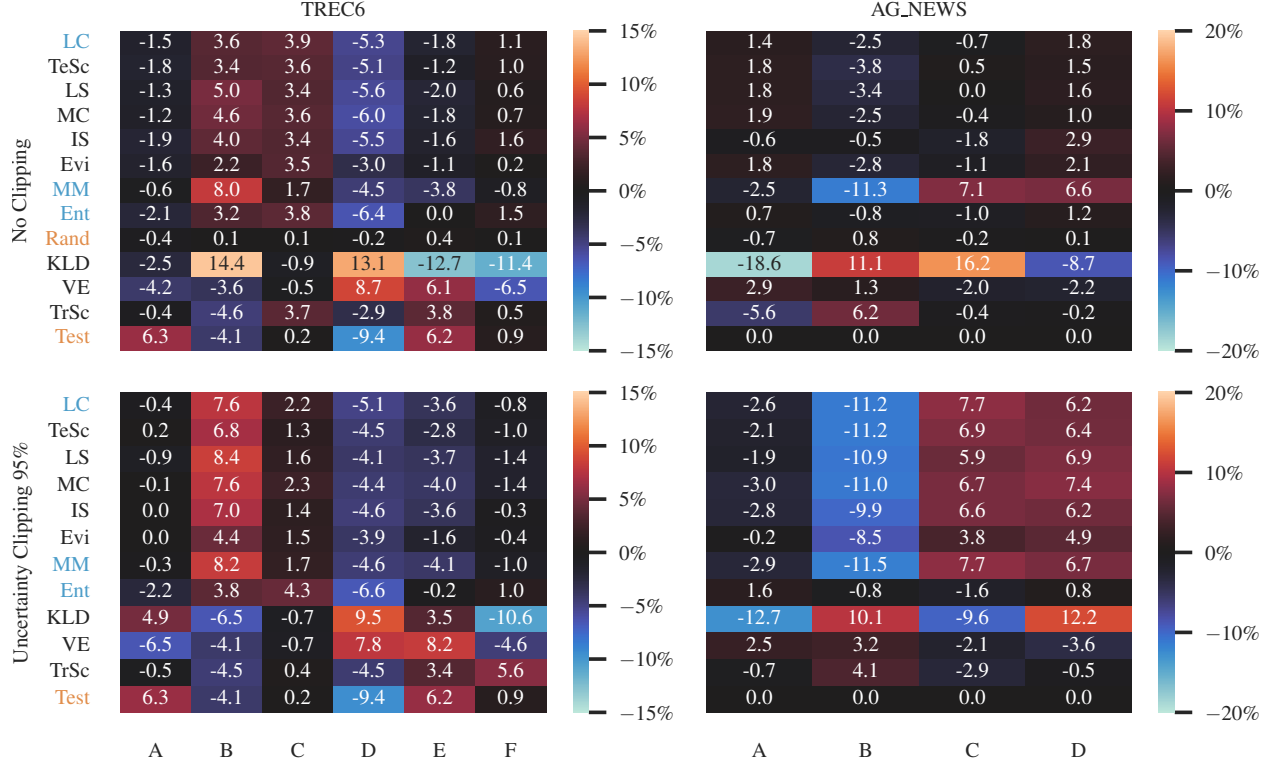 TREC6 AG_NEWS
No Clipping
LC -1.5 3.6 3.9 -5.3 -1.8 1.1 15% 1.4 -2.5 -0.7 1.8 20%
TeSc -1.8 3.4 3.6 -5.1 -1.2 1.0 1.8 -3.8 0.5 1.5
LS -1.3 5.0 3.4 -5.6 -2.0 0.6 10% 1.8 -3.4 0.0 1.6
MC -1.2 4.6 3.6 -6.0 -1.8 0.7 1.9 -2.5 -0.4 1.0 10%
IS -1.9 4.0 3.4 -5.5 -1.6 1.6 5% -0.6 -0.5 -1.8 2.9
Evi -1.6 2.2 3.5 -3.0 -1.1 0.2 1.8 -2.8 -1.1 2.1
MM -0.6 8.0 1.7 -4.5 -3.8 -0.8 0% -2.5 -11.3 7.1 6.6 0%
Ent -2.1 3.2 3.8 -6.4 0.0 1.5 0.7 -0.8 -1.0 1.2
Rand -0.4 0.1 0.1 -0.2 0.4 0.1 −5% -0.7 0.8 -0.2 0.1
KLD -2.5 14.4 -0.9 13.1 -12.7 -11.4 -18.6 11.1 16.2 -8.7 −10%
VE -4.2 -3.6 -0.5 8.7 6.1 -6.5 −10% 2.9 1.3 -2.0 -2.2
TrSc -0.4 -4.6 3.7 -2.9 3.8 0.5 -5.6 6.2 -0.4 -0.2
Test 6.3 -4.1 0.2 -9.4 6.2 0.9 −15% 0.0 0.0 0.0 0.0 −20%
Uncertainty Clipping 95%
LC -0.4 7.6 2.2 -5.1 -3.6 -0.8 15% -2.6 -11.2 7.7 6.2 20%
TeSc 0.2 6.8 1.3 -4.5 -2.8 -1.0 -2.1 -11.2 6.9 6.4
LS -0.9 8.4 1.6 -4.1 -3.7 -1.4 10% -1.9 -10.9 5.9 6.9
MC -0.1 7.6 2.3 -4.4 -4.0 -1.4 -3.0 -11.0 6.7 7.4 10%
IS 0.0 7.0 1.4 -4.6 -3.6 -0.3 5% -2.8 -9.9 6.6 6.2
Evi 0.0 4.4 1.5 -3.9 -1.6 -0.4 -0.2 -8.5 3.8 4.9
MM -0.3 8.2 1.7 -4.6 -4.1 -1.0 0% -2.9 -11.5 7.7 6.7 0%
Ent -2.2 3.8 4.3 -6.6 -0.2 1.0 1.6 -0.8 -1.6 0.8
KLD 4.9 -6.5 -0.7 9.5 3.5 -10.6 −5% -12.7 10.1 -9.6 12.2
VE -6.5 -4.1 -0.7 7.8 8.2 -4.6 −10% 2.5 3.2 -2.1 -3.6 −10%
TrSc -0.5 -4.5 0.4 -4.5 3.4 5.6 -0.7 4.1 -2.9 -0.5
Test 6.3 -4.1 0.2 -9.4 6.2 0.9 −15% 0.0 0.0 0.0 0.0 −20%
A B C D E F A B C D